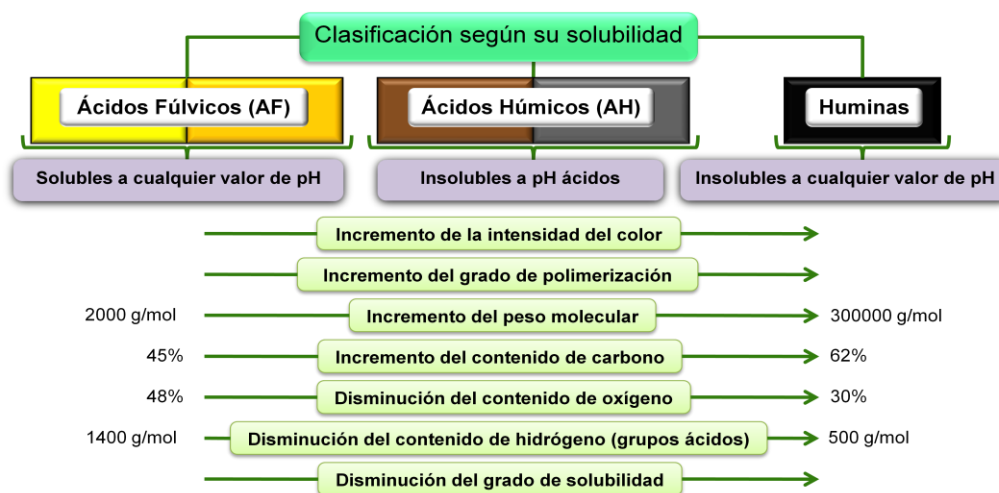 Clasificación según su solubilidad
Ácidos Fúlvicos (AF)
Ácidos Húmicos (AH)
Huminas
Solubles a cualquier valor de pH
Insolubles a pH ácidos
Insolubles a cualquier valor de pH
Incremento de la intensidad del color
Incremento del grado de polimerización
2000 g/mol
Incremento del peso molecular
300000 g/mol
45%
Incremento del contenido de carbono
62%
48%
Disminución del contenido de oxígeno
30%
1400 g/mol
Disminución del contenido de hidrógeno (grupos ácidos)
500 g/mol
Disminución del grado de solubilidad